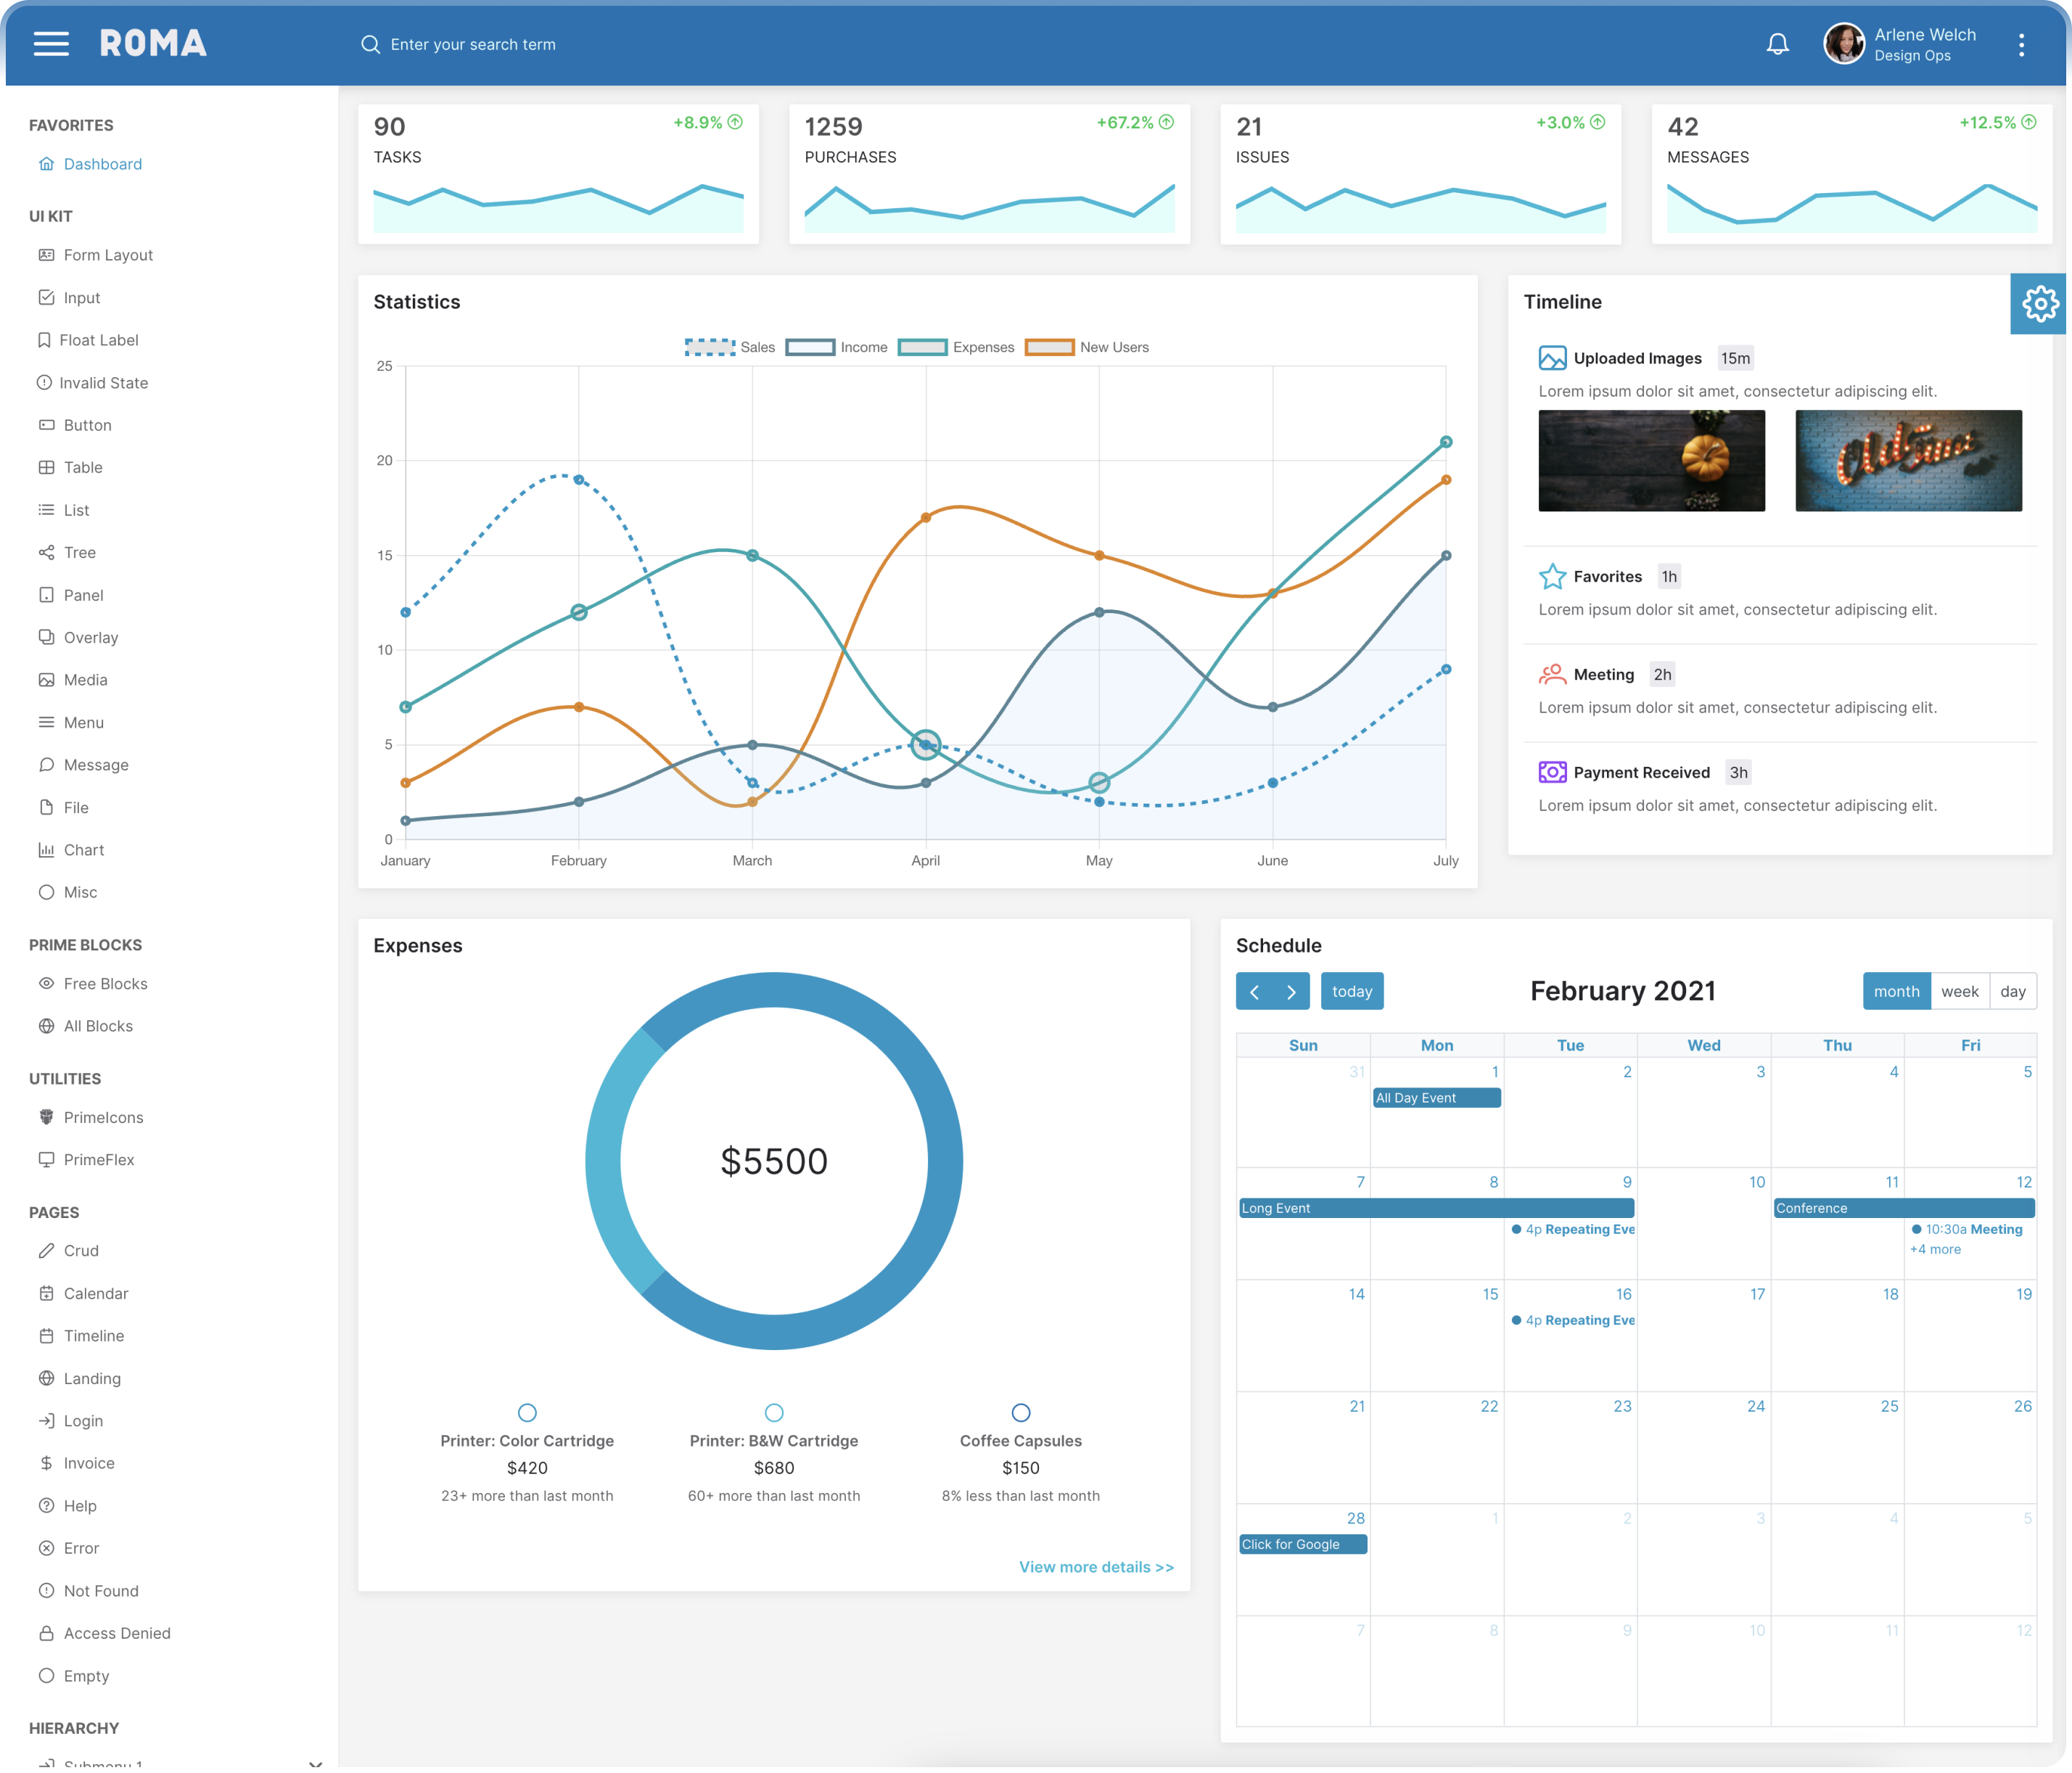 ROMA
Enter your search term
Arlene Welch
Design Ops
FAVORITES
Dashboard
UI KIT
Form Layout
Input
Float Label
Invalid State
Button
Table
List
Tree
Panel
Overlay
Media
Menu
Message
File
Chart
Misc
PRIME BLOCKS
Free Blocks
All Blocks
UTILITIES
PrimeIcons
PrimeFlex
PAGES
Crud
Calendar
Timeline
Landing
Login
Invoice
Help
Error
Not Found
Access Denied
Empty
HIERARCHY
Submenu 1
90 +8.9%
TASKS
1259 +67.2%
PURCHASES
21 +3.0%
ISSUES
42 +12.5%
MESSAGES
Statistics
Sales Income Expenses New Users
25
20
15
10
5
0
January February March April May June July
Timeline
Uploaded Images 15m
Lorem ipsum dolor sit amet, consectetur adipiscing elit.
Old Time
Favorites 1h
Lorem ipsum dolor sit amet, consectetur adipiscing elit.
Meeting 2h
Lorem ipsum dolor sit amet, consectetur adipiscing elit.
Payment Received 3h
Lorem ipsum dolor sit amet, consectetur adipiscing elit.
Expenses
$5500
Printer: Color Cartridge
$420
23+ more than last month
Printer: B&W Cartridge
$680
60+ more than last month
Coffee Capsules
$150
8% less than last month
View more details >>
Schedule
today February 2021 month week day
Sun Mon Tue Wed Thu Fri
31 1 2 3 4 5
All Day Event
7 8 9 10 11 12
Long Event Conference
4p Repeating Eve 10:30a Meeting
+4 more
14 15 16 17 18 19
4p Repeating Eve
21 22 23 24 25 26
28 1 2 3 4 5
Click for Google
7 8 9 10 11 12